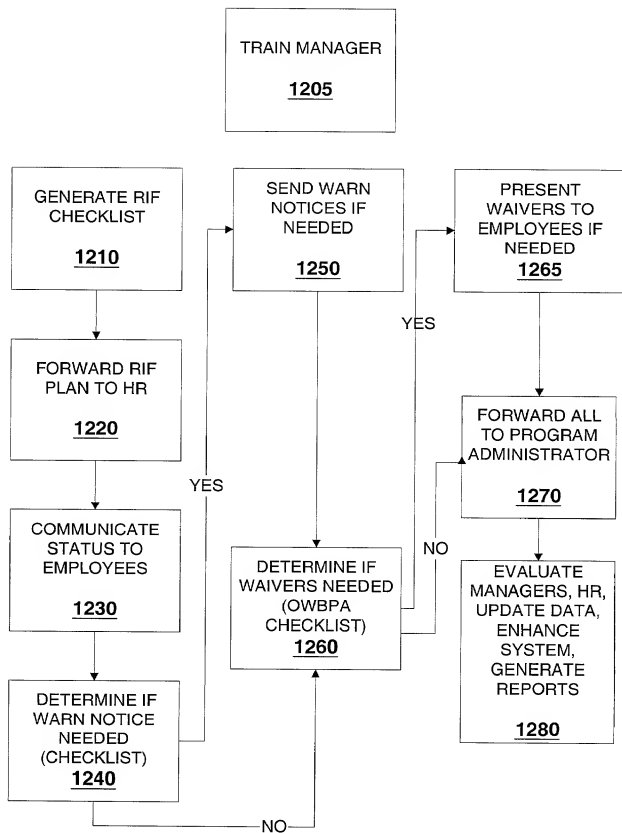 TRAIN MANAGER
1205
GENERATE RIF
CHECKLIST
1210
FORWARD RIF
PLAN TO HR
1220
COMMUNICATE
STATUS TO
EMPLOYEES
1230
DETERMINE IF
WARN NOTICE
NEEDED
(CHECKLIST)
1240
YES
NO
SEND WARN
NOTICES IF
NEEDED
1250
DETERMINE IF
WAIVERS NEEDED
(OWBPA
CHECKLIST)
1260
YES
NO
PRESENT
WAIVERS TO
EMPLOYEES IF
NEEDED
1265
FORWARD ALL
TO PROGRAM
ADMINISTRATOR
1270
EVALUATE
MANAGERS, HR,
UPDATE DATA,
ENHANCE
SYSTEM,
GENERATE
REPORTS
1280